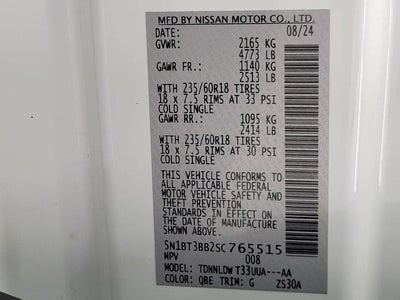 MFD BY NISSAN MOTOR CO., LTD.
DATE: 08/24
GVWR: 2165 KG
4773 LB
GAWR FR.: 1140 KG
2513 LB
WITH 235/60R18 TIRES
18 x 7.5 RIMS AT 33 PSI
COLD SINGLE
GAWR RR.: 1095 KG
2414 LB
WITH 235/60R18 TIRES
18 x 7.5 RIMS AT 30 PSI
COLD SINGLE
THIS VEHICLE CONFORMS TO
ALL APPLICABLE FEDERAL
MOTOR VEHICLE SAFETY AND
THEFT PREVENTION
STANDARDS IN EFFECT ON
THE DATE OF MANUFACTURE
SHOWN ABOVE.
5N1BT3BB2SC765515
MPV 008
MODEL: TDNNLDWT33UUA---AA
COLOR: QBE TRIM: G ZS30A